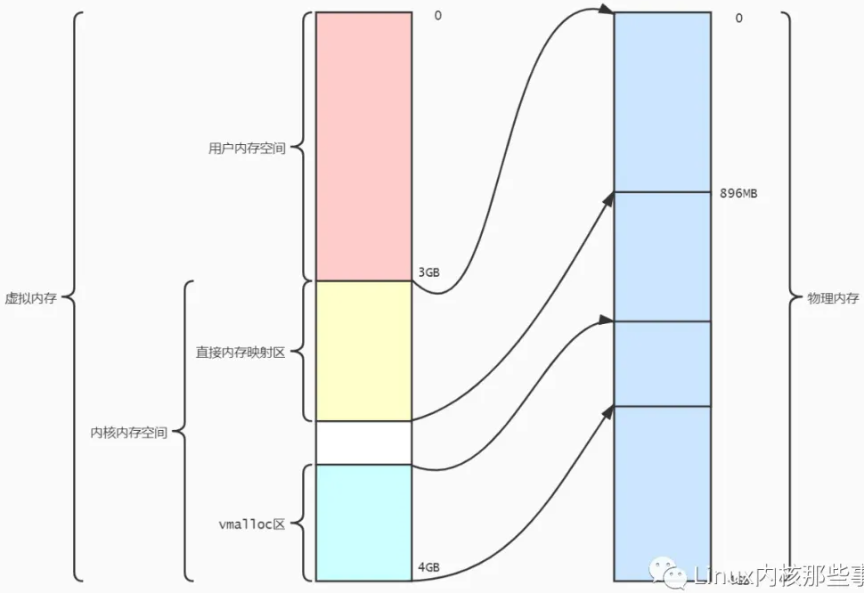 0
0
用户内存空间
896MB
3GB
虚拟内存
物理内存
直接内存映射区
内核内存空间
vmalloc区
4GB
Linux内核那些事